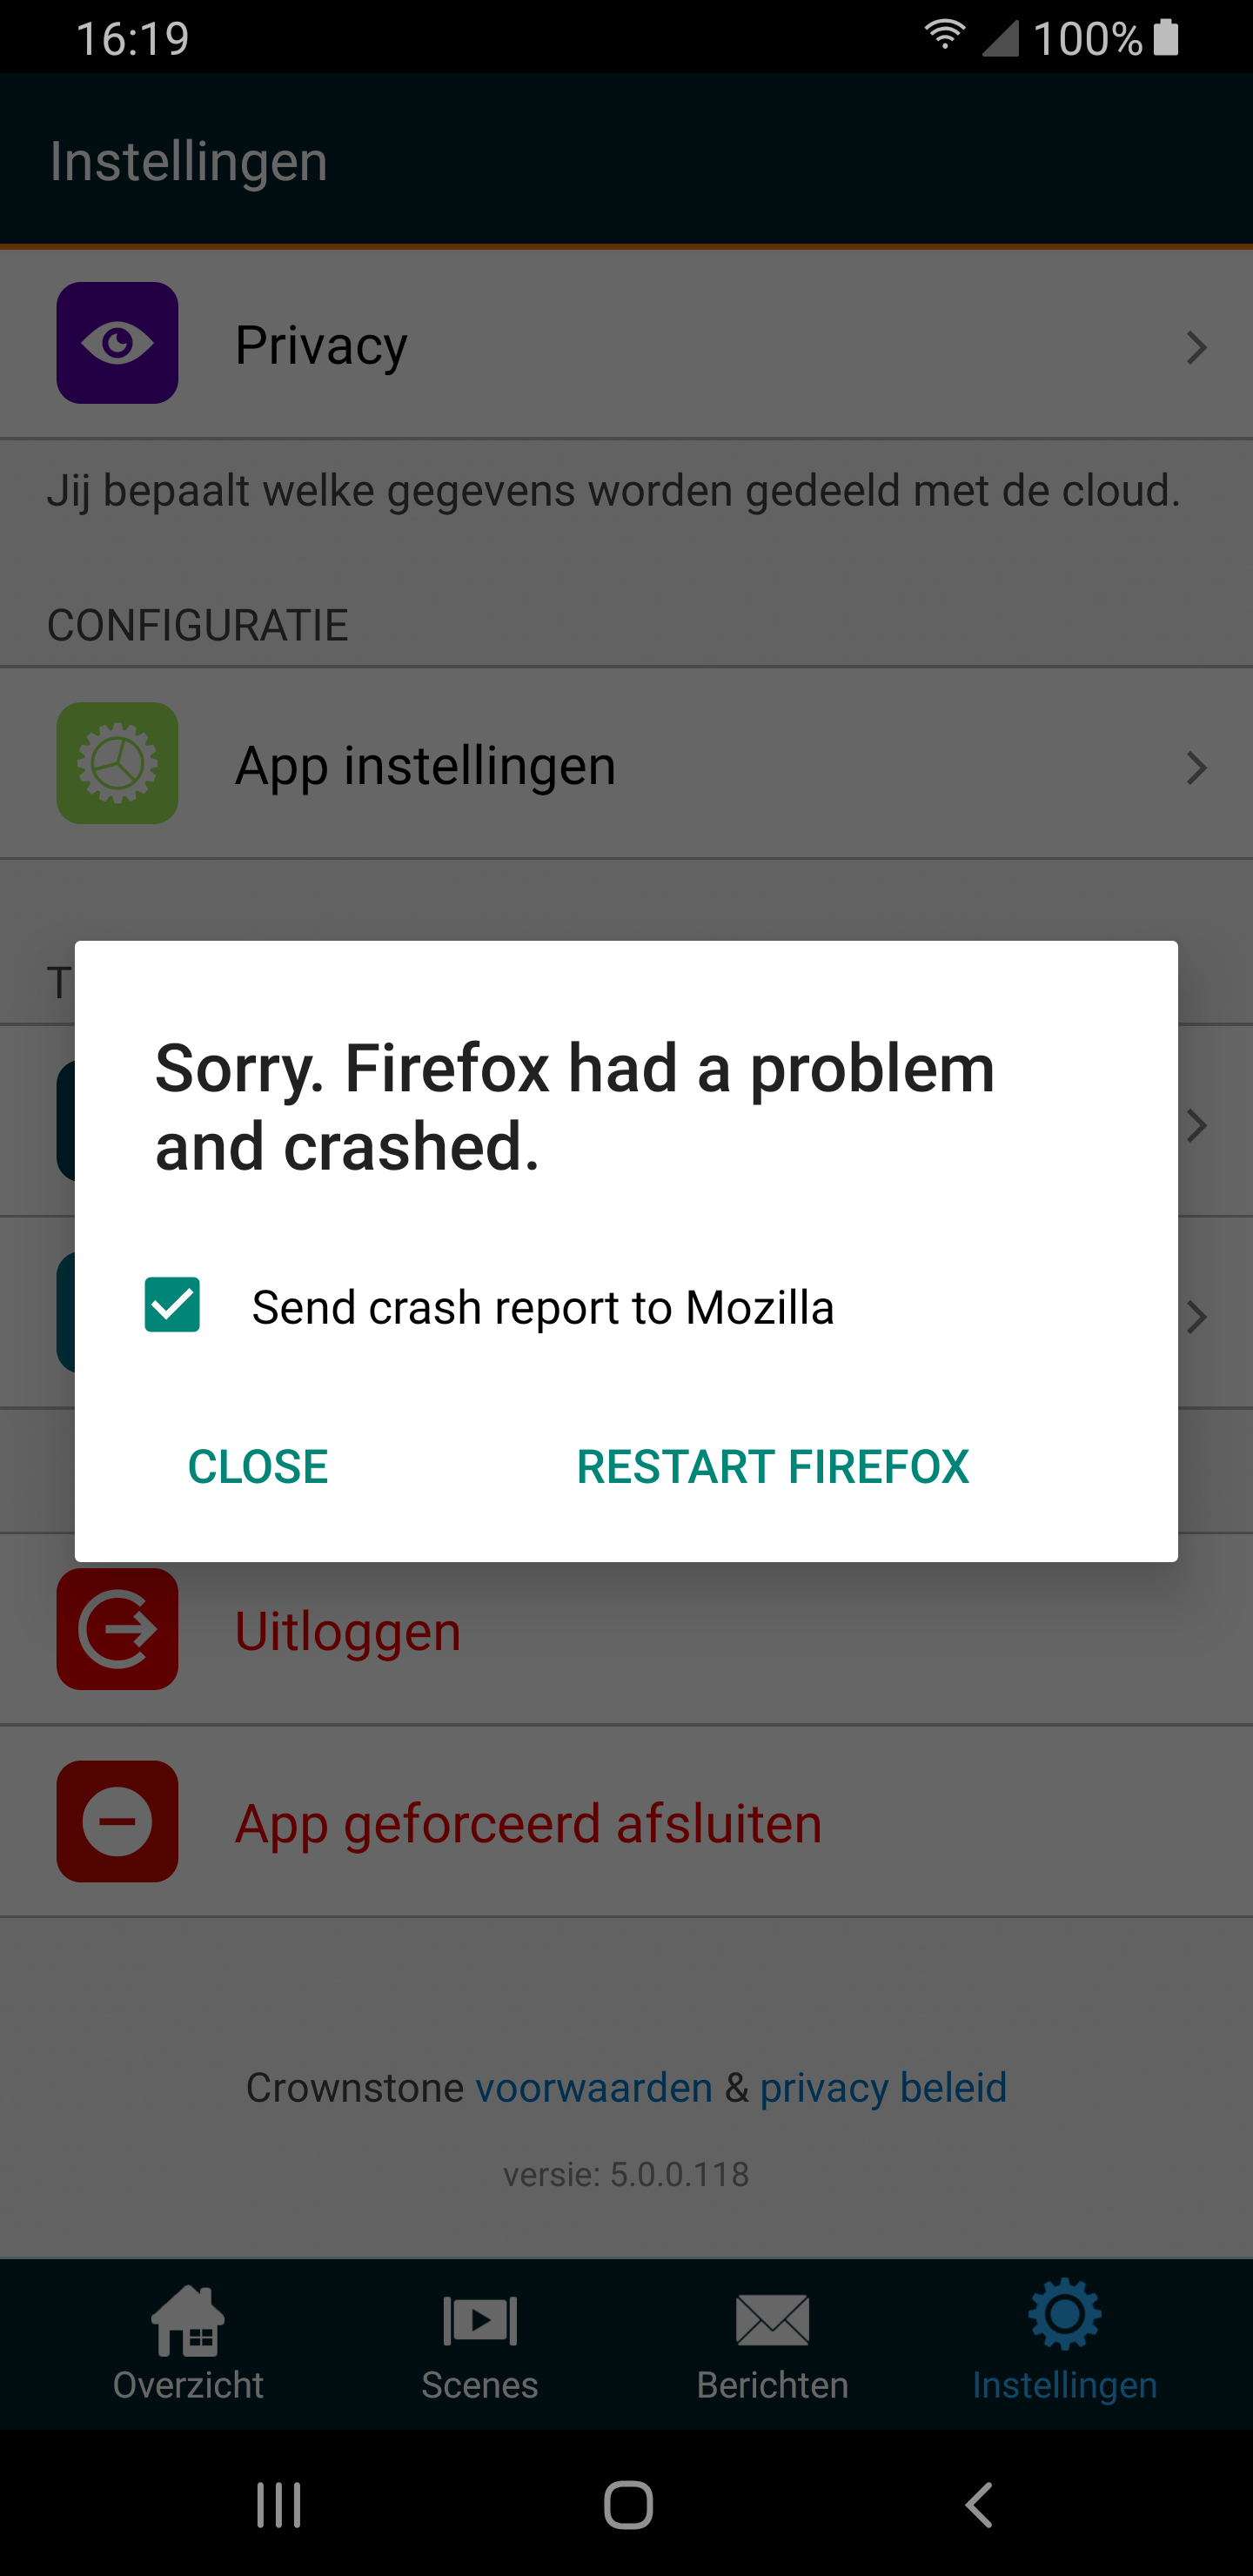 16:19
100%
Instellingen
Privacy
Jij bepaalt welke gegevens worden gedeeld met de cloud.
CONFIGURATIE
App instellingen
Sorry. Firefox had a problem
and crashed.
Send crash report to Mozilla
CLOSE RESTART FIREFOX
Uitloggen
App geforceerd afsluiten
Crownstone voorwaarden & privacy beleid
versie: 5.0.0.118
Overzicht Scenes Berichten Instellingen